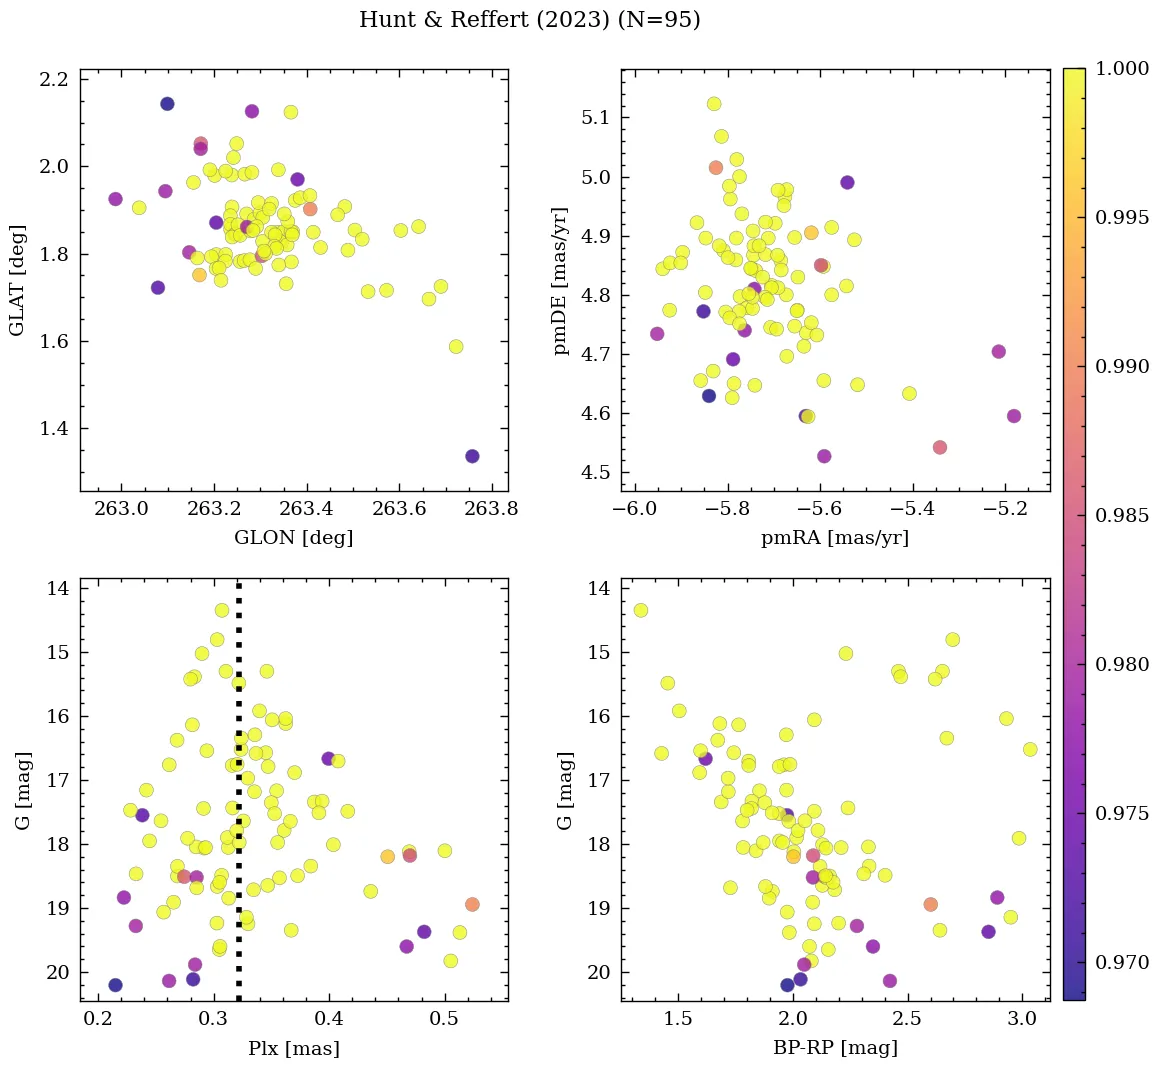 Hunt & Reffert (2023) (N=95)
2.2
2.0
1.8
1.6
1.4
GLAT [deg]
263.0 263.2 263.4 263.6 263.8
GLON [deg]
5.1
5.0
4.9
4.8
4.7
4.6
4.5
pmDE [mas/yr]
−6.0 −5.8 −5.6 −5.4 −5.2
pmRA [mas/yr]
14
15
16
17
18
19
20
G [mag]
0.2 0.3 0.4 0.5
Plx [mas]
14
15
16
17
18
19
20
G [mag]
1.5 2.0 2.5 3.0
BP-RP [mag]
1.000
0.995
0.990
0.985
0.980
0.975
0.970